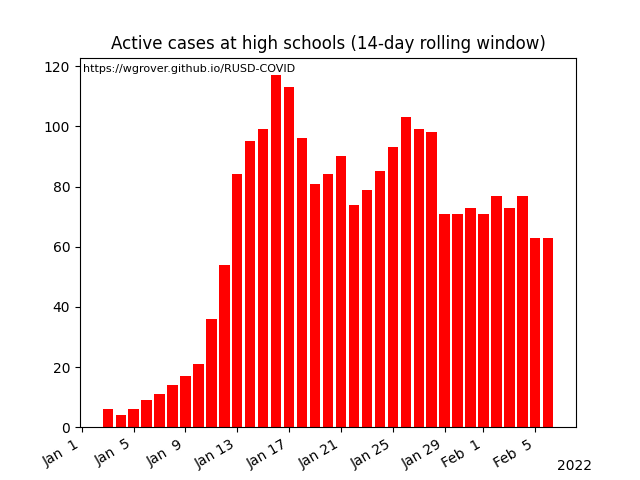 Active cases at high schools (14-day rolling window)
https://wgrover.github.io/RUSD-COVID
120
100
80
60
40
20
0
Jan 1 Jan 5 Jan 9 Jan 13 Jan 17 Jan 21 Jan 25 Jan 29 Feb 1 Feb 5
2022